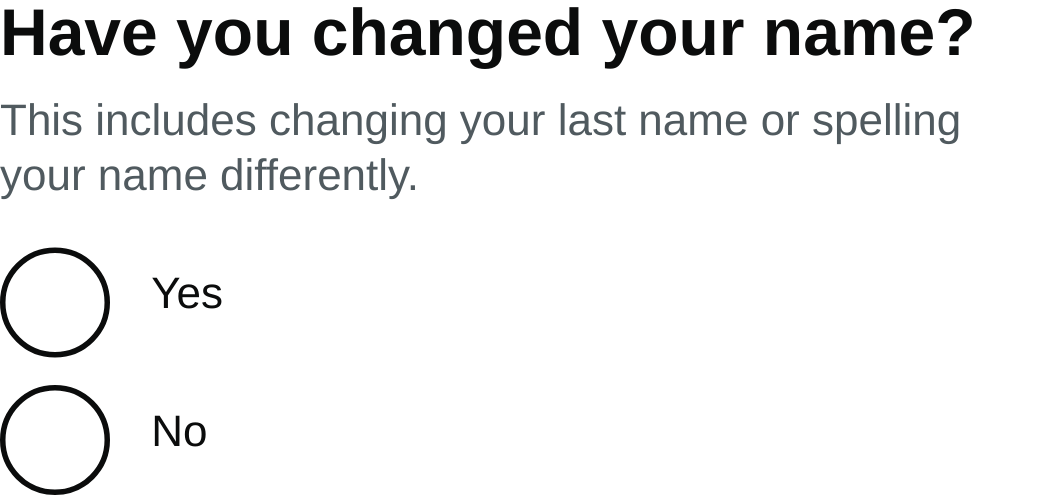 Have you changed your name?
This includes changing your last name or spelling
your name differently.
Yes
No